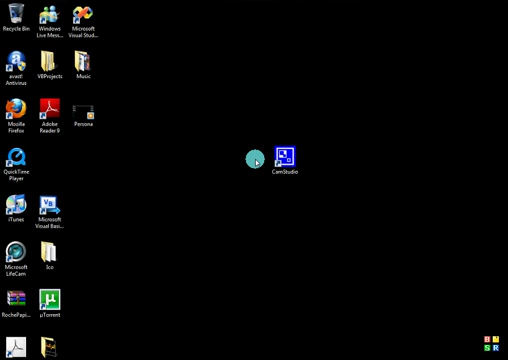 Recycle Bin
Windows
Live Mess...
Microsoft
Visual Stud...
avast!
Antivirus
VBProjects
Music
Mozilla
Firefox
Adobe
Reader 9
Persona
CamStudio
QuickTime
Player
iTunes
Microsoft
Visual Basi...
Microsoft
LifeCam
Ico
RochePapi...
µTorrent